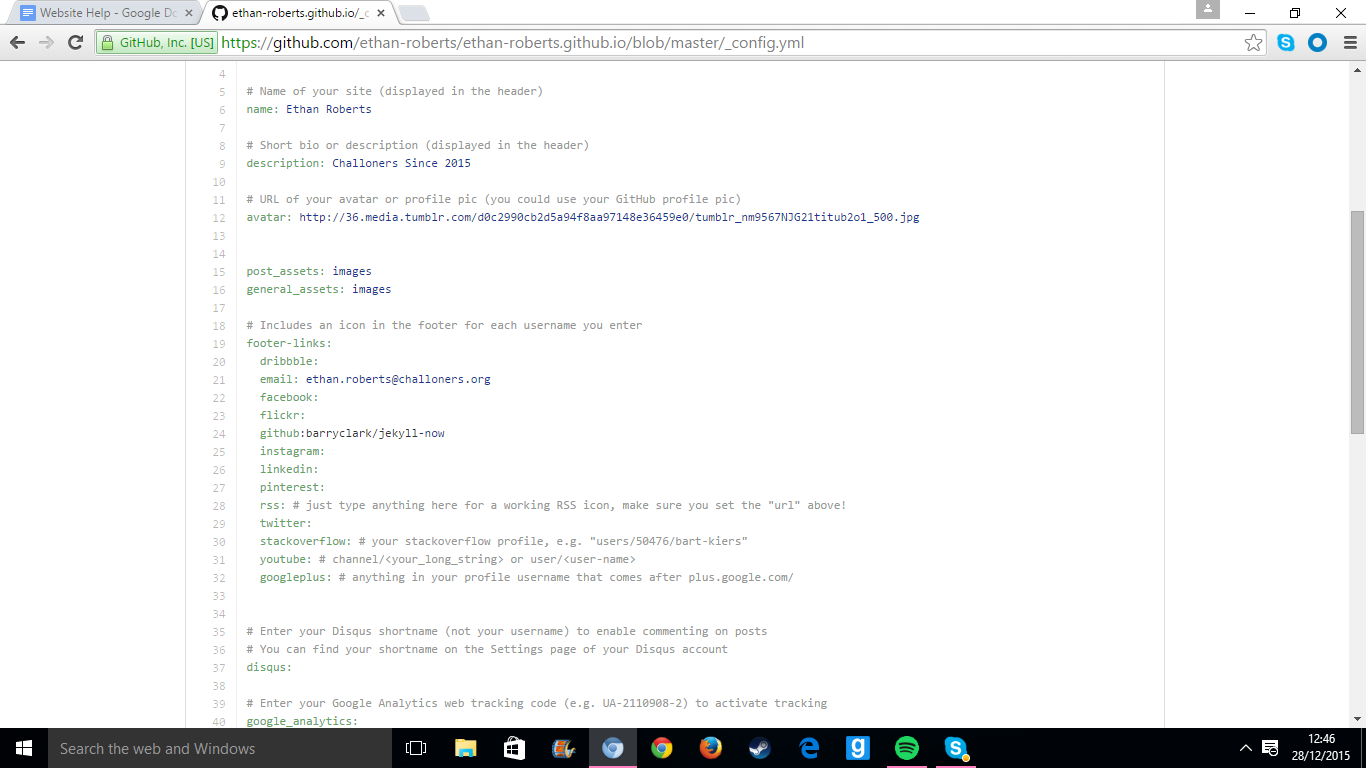 Website Help - Google Do
ethan-roberts.github.io/_c
GitHub, Inc. [US] https://github.com/ethan-roberts/ethan-roberts.github.io/blob/master/_config.yml
4
5 # Name of your site (displayed in the header)
6 name: Ethan Roberts
7
8 # Short bio or description (displayed in the header)
9 description: Challoners Since 2015
10
11 # URL of your avatar or profile pic (you could use your GitHub profile pic)
12 avatar: http://36.media.tumblr.com/d0c2990cb2d5a94f8aa97148e36459e0/tumblr_nm9567NJG21titub2o1_500.jpg
13
14
15 post_assets: images
16 general_assets: images
17
18 # Includes an icon in the footer for each username you enter
19 footer-links:
20 dribbble:
21 email: ethan.roberts@challoners.org
22 facebook:
23 flickr:
24 github:barryclark/jekyll-now
25 instagram:
26 linkedin:
27 pinterest:
28 rss: # just type anything here for a working RSS icon, make sure you set the "url" above!
29 twitter:
30 stackoverflow: # your stackoverflow profile, e.g. "users/50476/bart-kiers"
31 youtube: # channel/<your_long_string> or user/<user-name>
32 googleplus: # anything in your profile username that comes after plus.google.com/
33
34
35 # Enter your Disqus shortname (not your username) to enable commenting on posts
36 # You can find your shortname on the Settings page of your Disqus account
37 disqus:
38
39 # Enter your Google Analytics web tracking code (e.g. UA-2110908-2) to activate tracking
40 google_analytics:
Search the web and Windows
12:46
28/12/2015